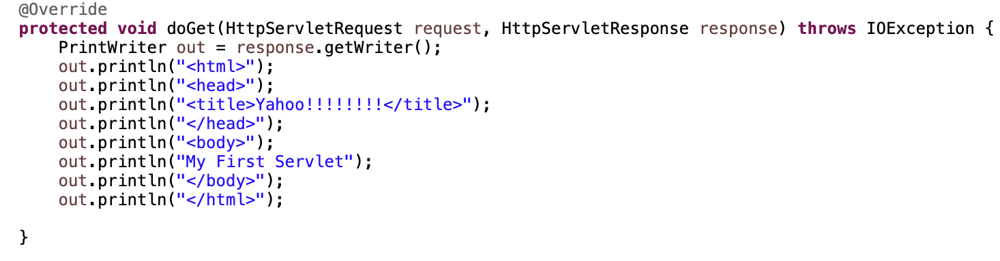 @Override
protected void doGet(HttpServletRequest request, HttpServletResponse response) throws IOException {
    PrintWriter out = response.getWriter();
    out.println("<html>");
    out.println("<head>");
    out.println("<title>Yahoo!!!!!!!!</title>");
    out.println("</head>");
    out.println("<body>");
    out.println("My First Servlet");
    out.println("</body>");
    out.println("</html>");

}